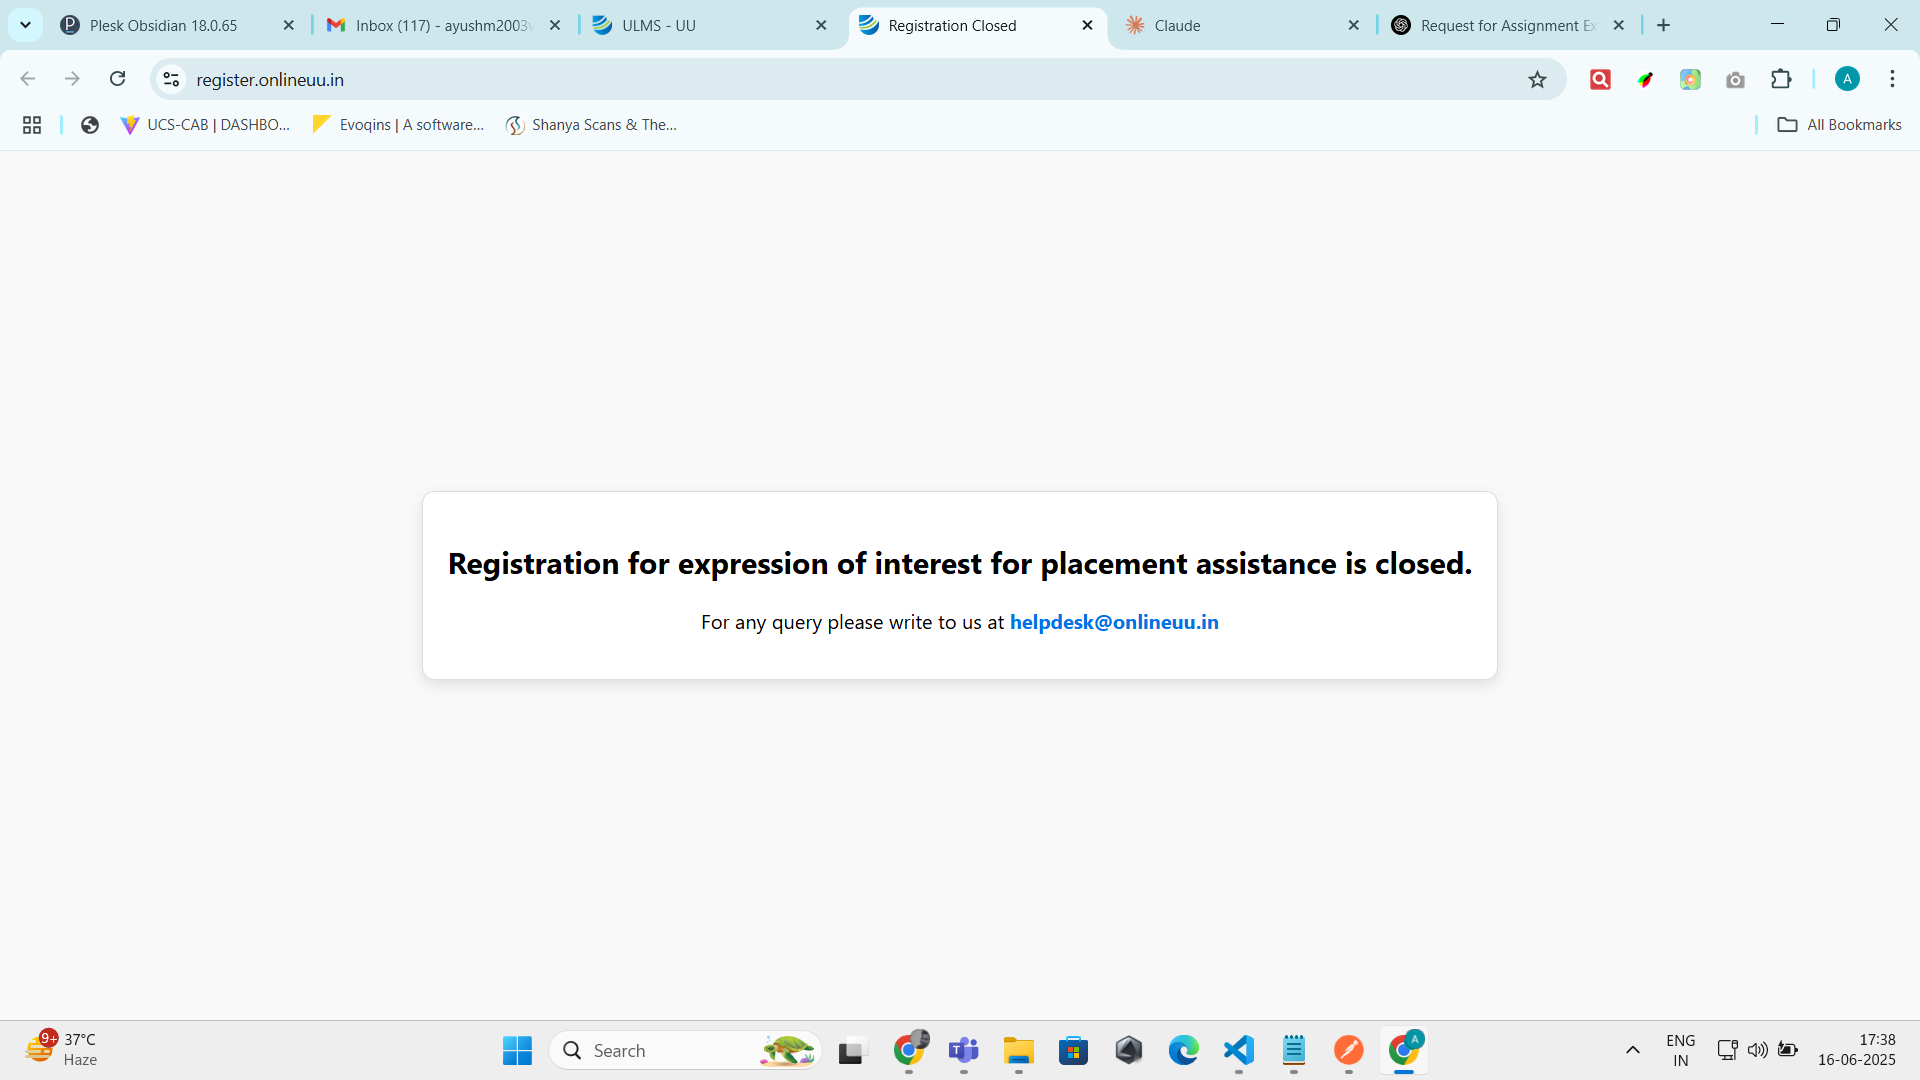 Plesk Obsidian 18.0.65
Inbox (117) - ayushm2003
ULMS - UU
Registration Closed
Claude
Request for Assignment Ex
register.onlineuu.in
A
UCS-CAB | DASHBO...
Evoqins | A software...
Shanya Scans & The...
All Bookmarks
Registration for expression of interest for placement assistance is closed.
For any query please write to us at helpdesk@onlineuu.in
9+
37°C
Haze
Search
A
ENG
IN
17:38
16-06-2025